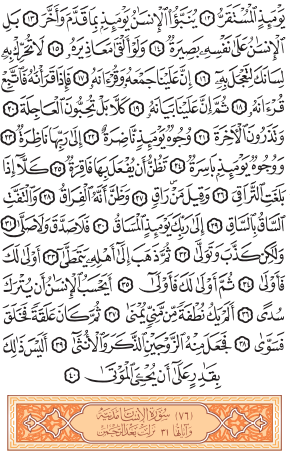 يَوْمَئِذٍ ٱلْمُسْتَقَرُّ ١٢ يُنَبَّؤُا۟ ٱلْإِنسَٰنُ يَوْمَئِذٍۭ بِمَا قَدَّمَ وَأَخَّرَ ١٣ بَلِ
ٱلْإِنسَٰنُ عَلَىٰ نَفْسِهِۦ بَصِيرَةٌ ١٤ وَلَوْ أَلْقَىٰ مَعَاذِيرَهُۥ ١٥ لَا تُحَرِّكْ بِهِۦ
لِسَانَكَ لِتَعْجَلَ بِهِۦٓ ١٦ إِنَّ عَلَيْنَا جَمْعَهُۥ وَقُرْءَانَهُۥ ١٧ فَإِذَا قَرَأْنَٰهُ فَٱتَّبِعْ
قُرْءَانَهُۥ ١٨ ثُمَّ إِنَّ عَلَيْنَا بَيَانَهُۥ ١٩ كَلَّا بَلْ تُحِبُّونَ ٱلْعَاجِلَةَ ٢٠
وَتَذَرُونَ ٱلْءَاخِرَةَ ٢١ وُجُوهٌ يَوْمَئِذٍ نَّاضِرَةٌ ٢٢ إِلَىٰ رَبِّهَا نَاظِرَةٌ ٢٣
وَوُجُوهٌ يَوْمَئِذٍۭ بَاسِرَةٌ ٢٤ تَظُنُّ أَن يُفْعَلَ بِهَا فَاقِرَةٌ ٢٥ كَلَّآ إِذَا
بَلَغَتِ ٱلتَّرَاقِىَ ٢٦ وَقِيلَ مَنْ رَاقٍ ٢٧ وَظَنَّ أَنَّهُ ٱلْفِرَاقُ ٢٨ وَٱلْتَفَّتِ
ٱلسَّاقُ بِٱلسَّاقِ ٢٩ إِلَىٰ رَبِّكَ يَوْمَئِذٍ ٱلْمَسَاقُ ٣٠ فَلَا صَدَّقَ وَلَا صَلَّىٰ ٣١
وَلَٰكِن كَذَّبَ وَتَوَلَّىٰ ٣٢ ثُمَّ ذَهَبَ إِلَىٰٓ أَهْلِهِۦ يَتَمَطَّىٰٓ ٣٣ أَوْلَىٰ لَكَ
فَأَوْلَىٰ ٣٤ ثُمَّ أَوْلَىٰ لَكَ فَأَوْلَىٰٓ ٣٥ أَيَحْسَبُ ٱلْإِنسَٰنُ أَن يُتْرَكَ
سُدًى ٣٦ أَلَمْ يَكُ نُطْفَةً مِّن مَّنِىٍّ يُمْنَىٰ ٣٧ ثُمَّ كَانَ عَلَقَةً فَخَلَقَ
فَسَوَّىٰ ٣٨ فَجَعَلَ مِنْهُ ٱلزَّوْجَيْنِ ٱلذَّكَرَ وَٱلْأُنثَىٰٓ ٣٩ أَلَيْسَ ذَٰلِكَ
بِقَٰدِرٍ عَلَىٰٓ أَن يُحْـِۧىَ ٱلْمَوْتَىٰ ٤٠
(٧٦) سُورَةُ الإِنسَانِ مَدَنِيَّة
وَآيَاتُهَا ٣١ نَزَلَتْ بَعْدَ الرَّحْمٰن